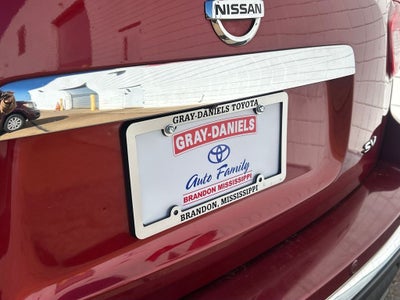 NISSAN
GRAY-DANIELS TOYOTA
GRAY-DANIELS
Auto Family
BRANDON MISSISSIPPI
BRANDON, MISSISSIPPI
SV